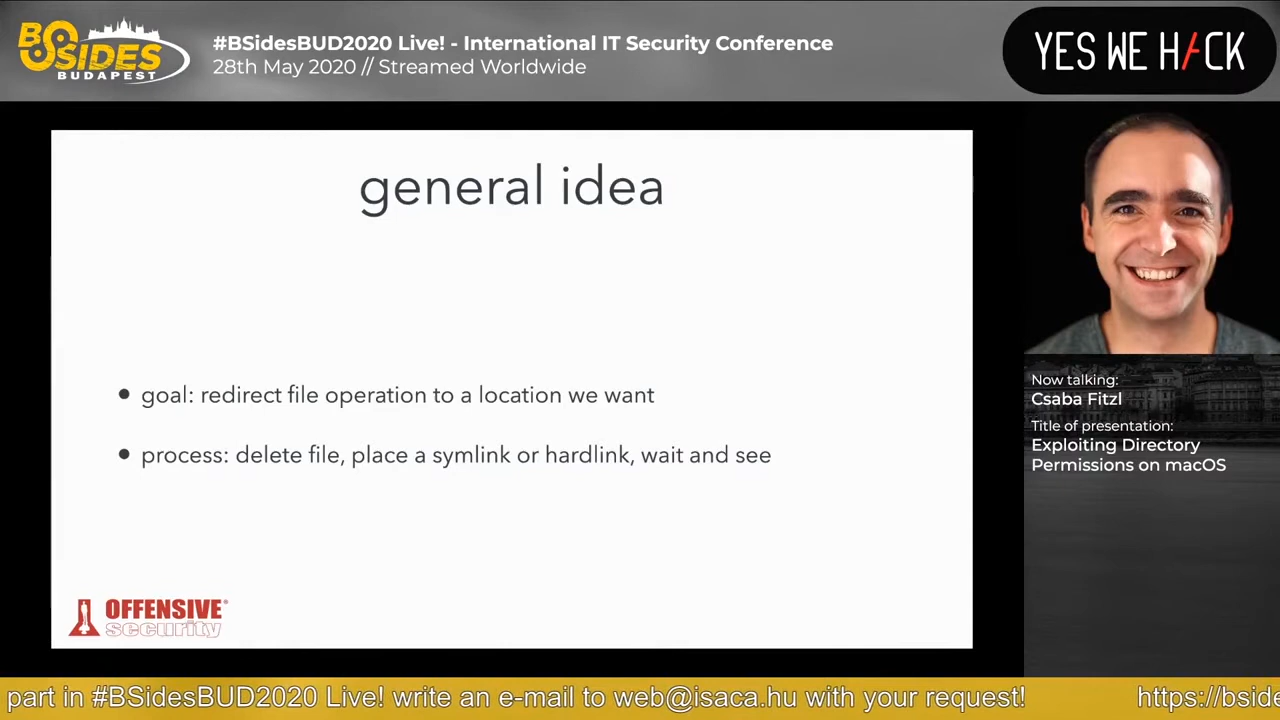 BSIDES
BUDAPEST
#BSidesBUD2020 Live! - International IT Security Conference
28th May 2020 // Streamed Worldwide
YES WE H/CK
general idea
• goal: redirect file operation to a location we want
• process: delete file, place a symlink or hardlink, wait and see
OFFENSIVE®
security
Now talking:
Csaba Fitzl
Title of presentation:
Exploiting Directory
Permissions on macOS
part in #BSidesBUD2020 Live! write an e-mail to web@isaca.hu with your request! https://bside